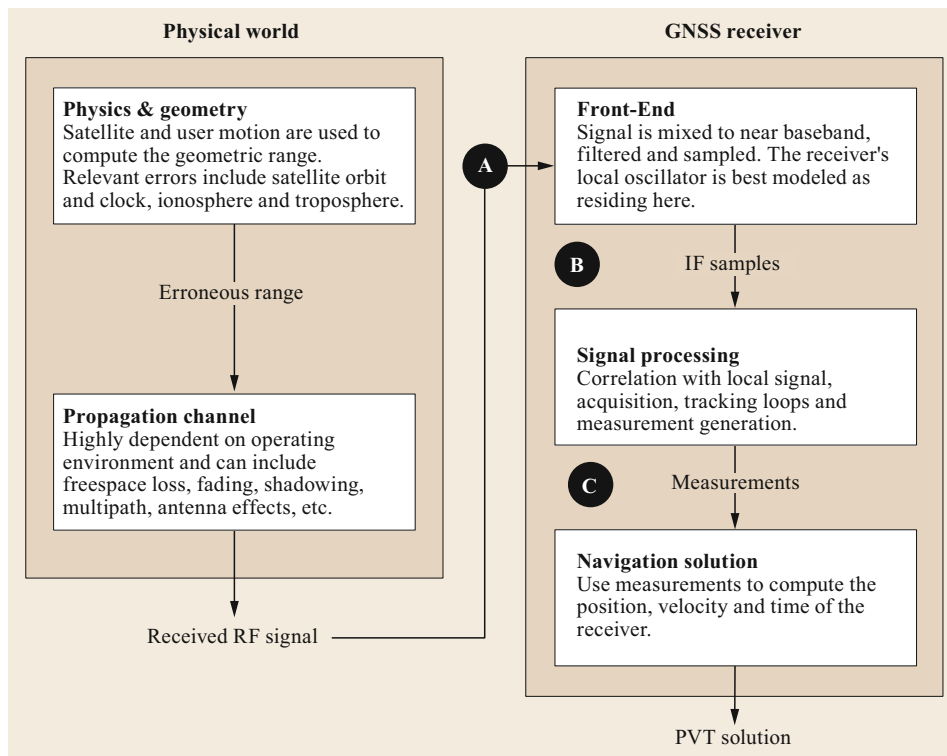 Physical world
Physics & geometry
Satellite and user motion are used to
compute the geometric range.
Relevant errors include satellite orbit
and clock, ionosphere and troposphere.
Erroneous range
Propagation channel
Highly dependent on operating
environment and can include
freespace loss, fading, shadowing,
multipath, antenna effects, etc.
Received RF signal
A
GNSS receiver
Front-End
Signal is mixed to near baseband,
filtered and sampled. The receiver's
local oscillator is best modeled as
residing here.
B
IF samples
Signal processing
Correlation with local signal,
acquisition, tracking loops and
measurement generation.
C
Measurements
Navigation solution
Use measurements to compute the
position, velocity and time of the
receiver.
PVT solution